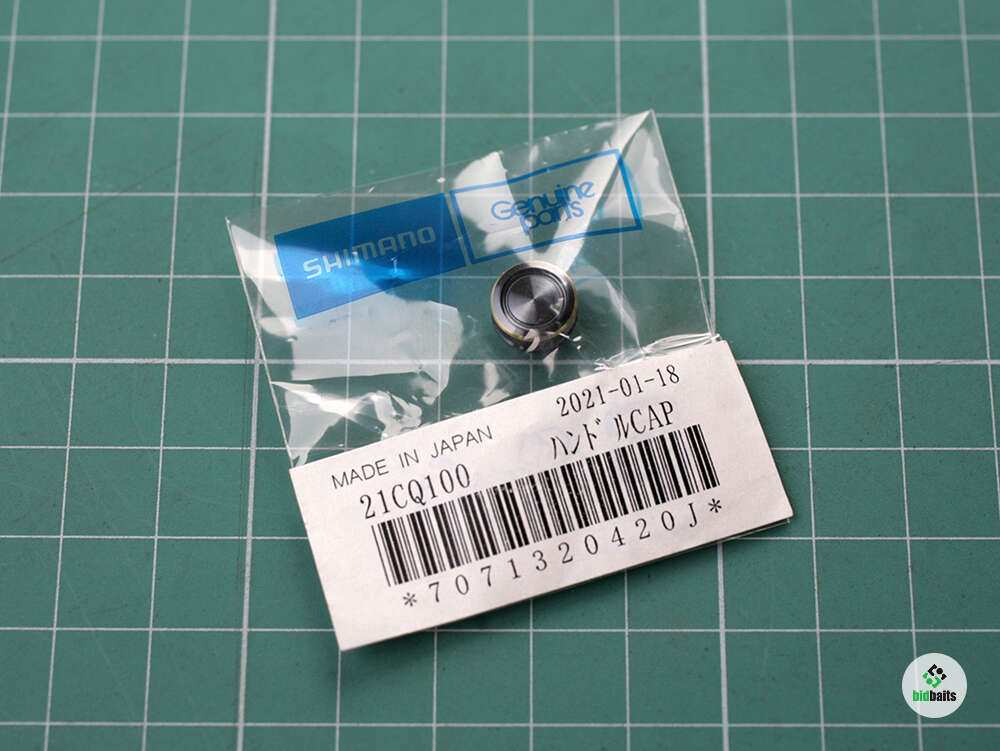 SHIMANO
Genuine
parts
2021-01-18
MADE IN JAPAN
ハンドルCAP
21CQ100
*7071320420J*
bidbaits